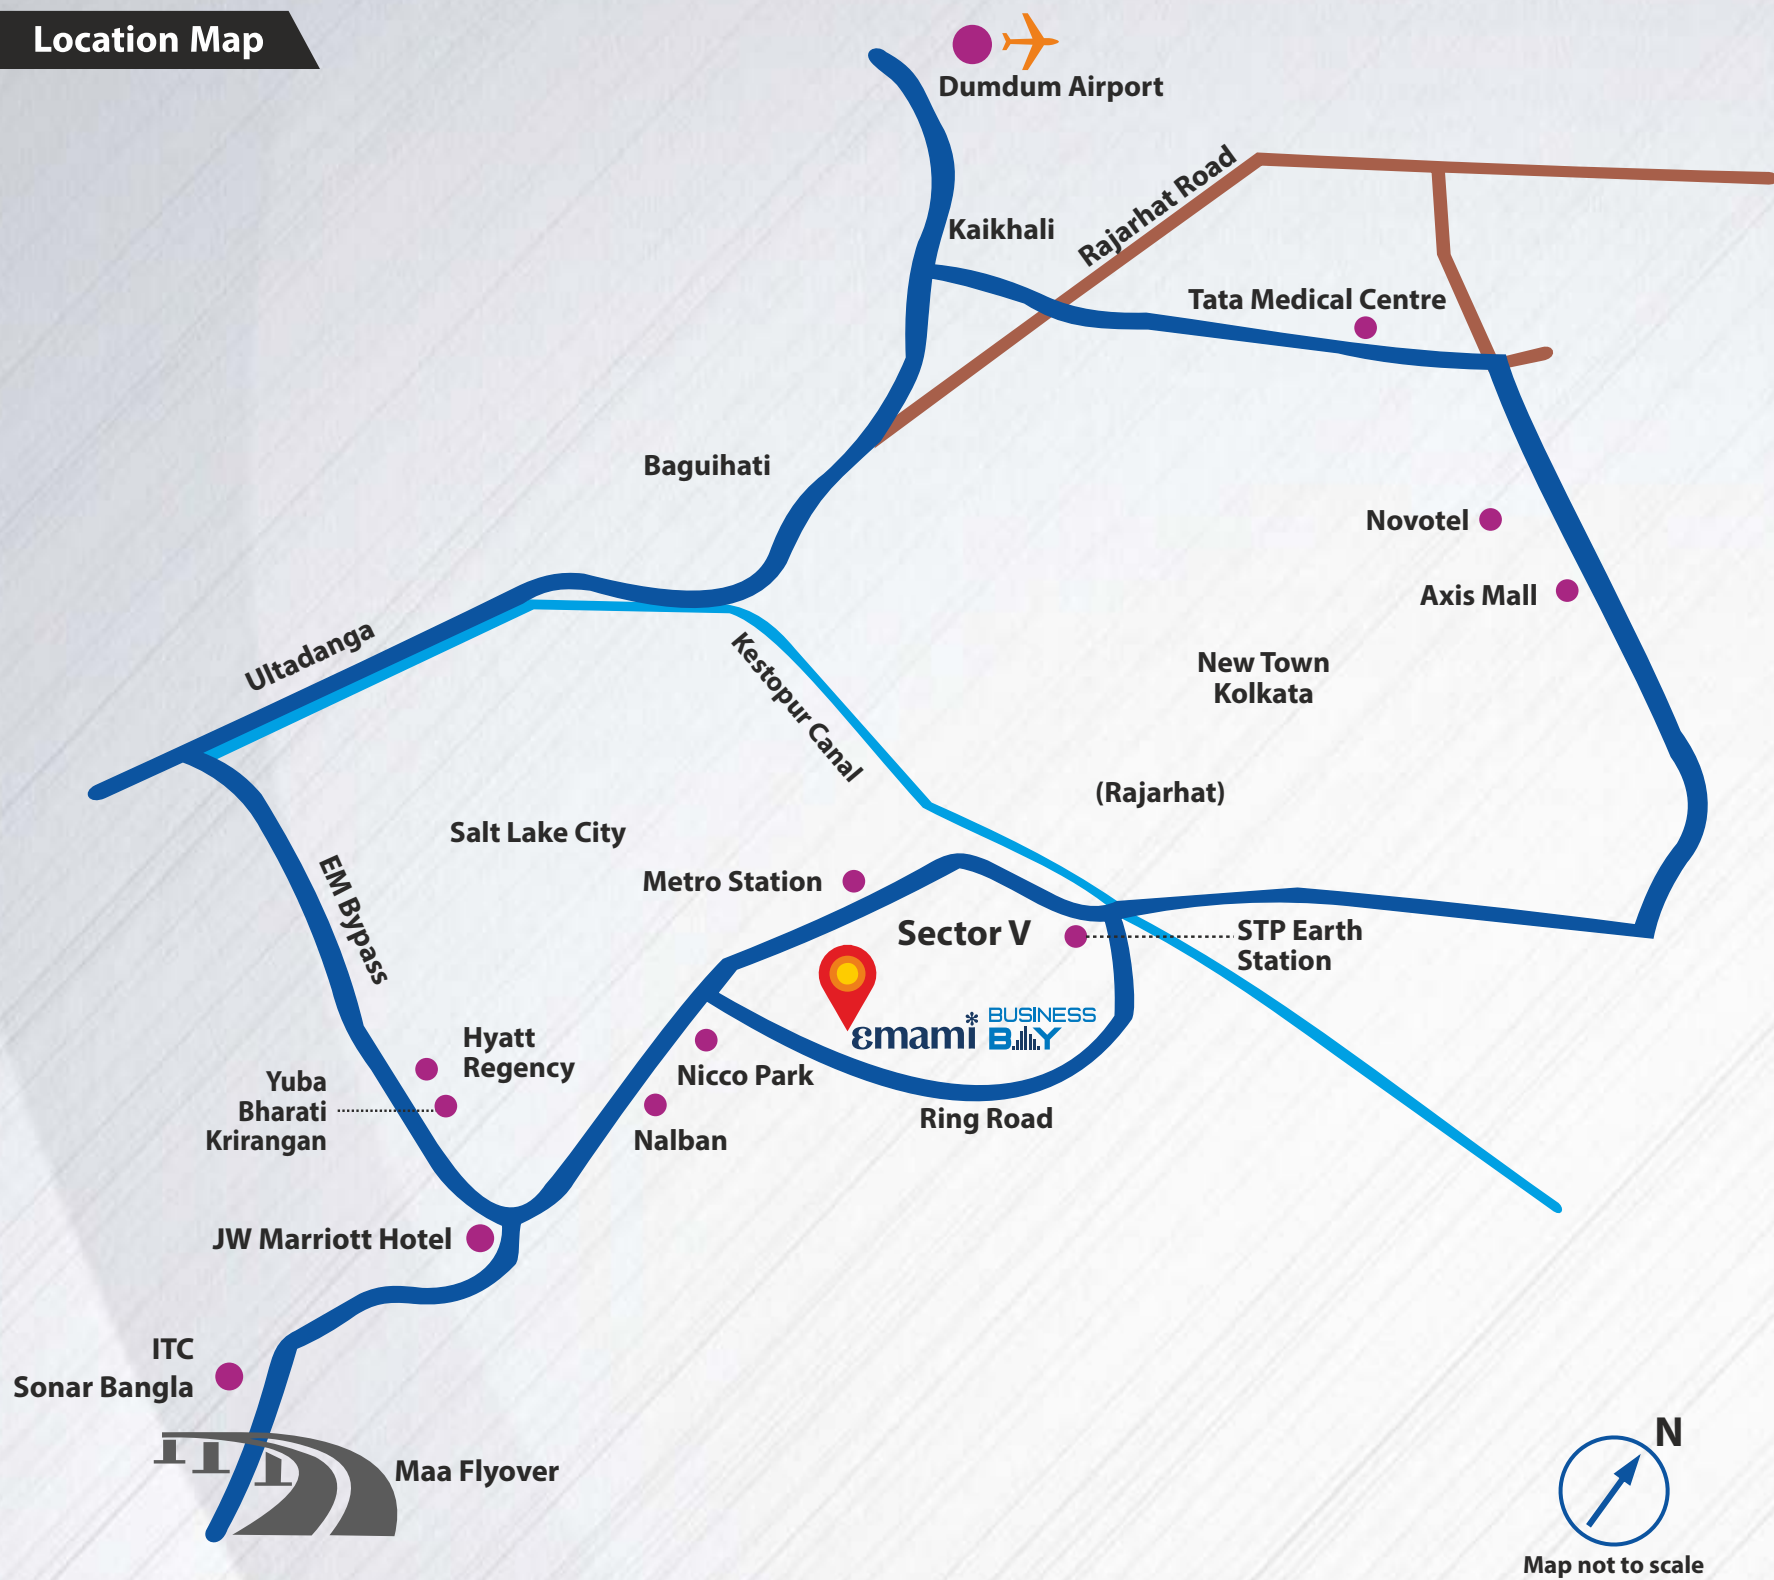 Location Map
Dumdum Airport
Rajarhat Road
Kaikhali
Tata Medical Centre
Baguihati
Novotel
Axis Mall
Ultadanga
Kestopur Canal
New Town
Kolkata
(Rajarhat)
Salt Lake City
EM Bypass
Metro Station
Sector V
STP Earth
Station
εmami*
BUSINESS
BAY
Hyatt
Regency
Yuba
Bharati
Krirangan
Nicco Park
Nalban
Ring Road
JW Marriott Hotel
ITC
Sonar Bangla
Maa Flyover
N
Map not to scale